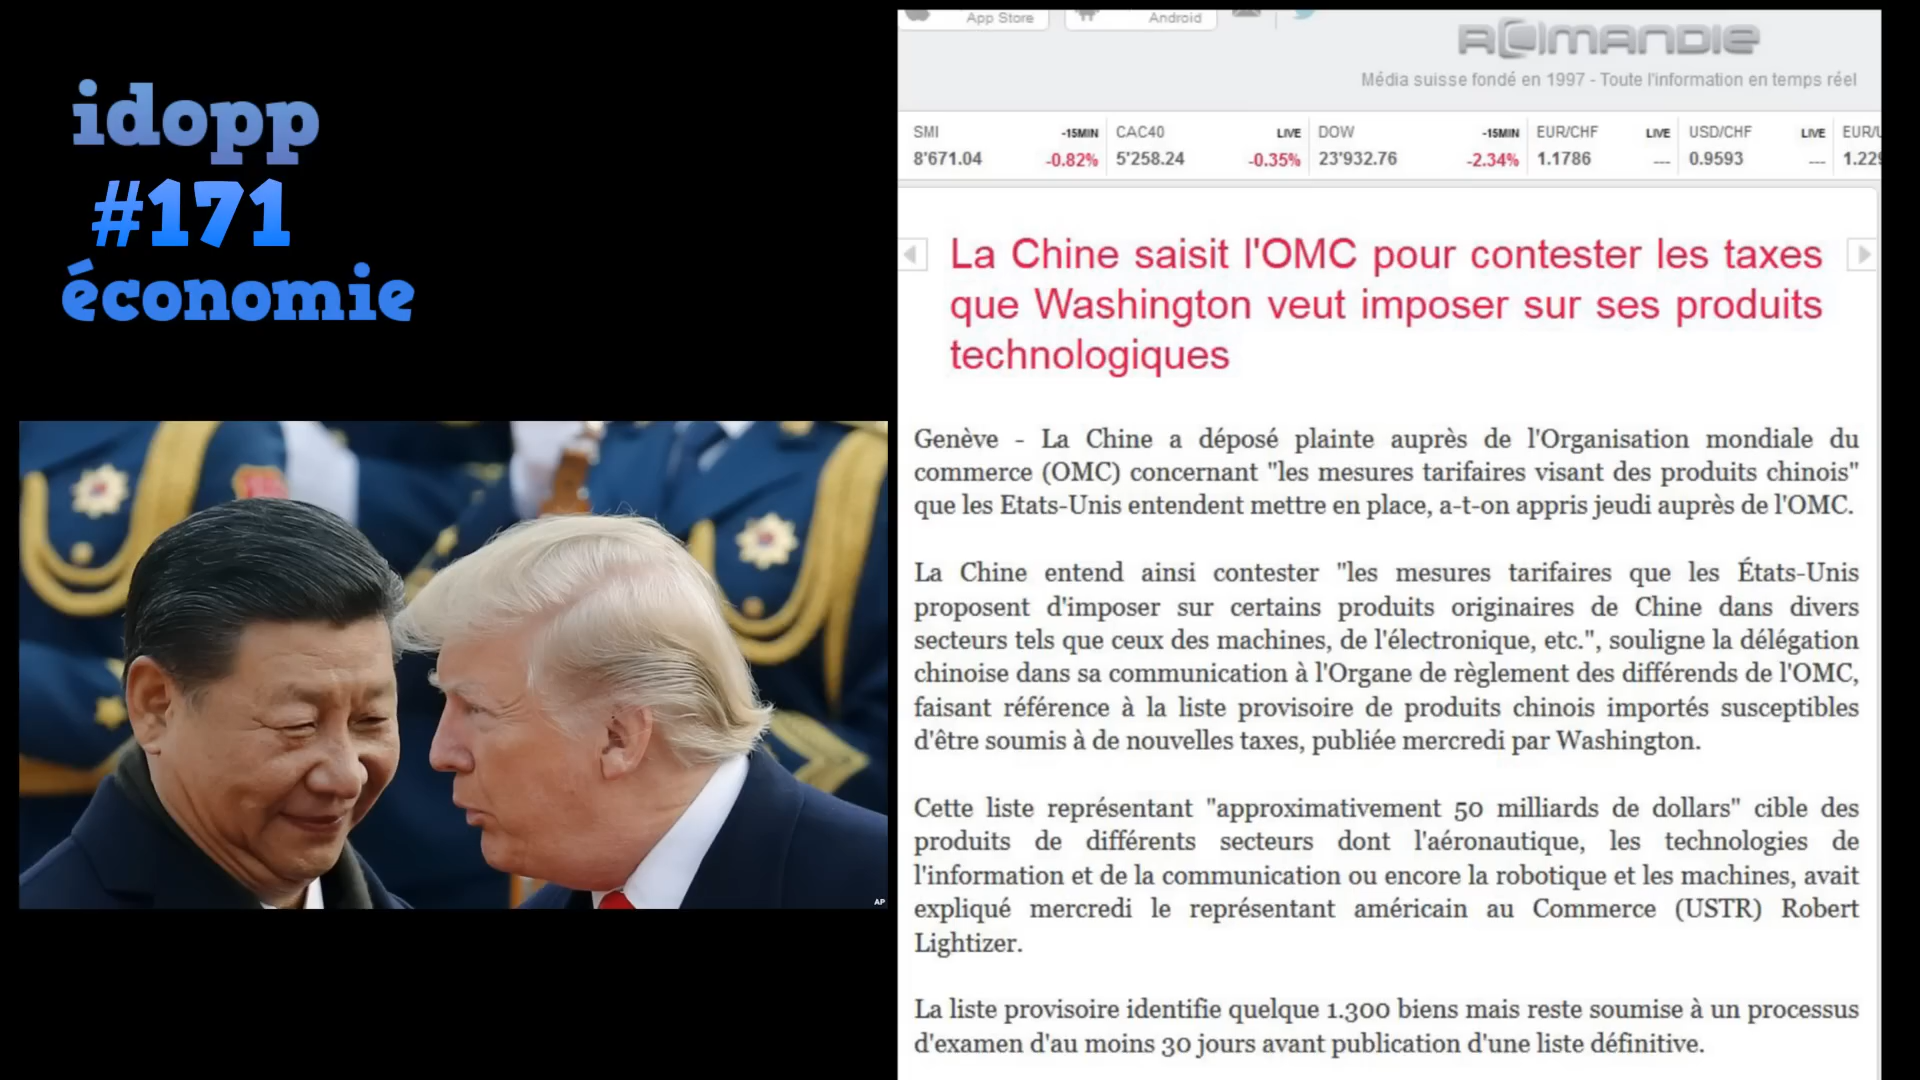 idopp
#171
économie
AP
App Store
Android
ROMANDIE
Média suisse fondé en 1997 - Toute l'information en temps réel
SMI -15MIN CAC40 LIVE DOW -15MIN EUR/CHF LIVE USD/CHF LIVE
8'671.04 -0.82% 5'258.24 -0.35% 23'932.76 -2.34% 1.1786 --- 0.9593 ---
La Chine saisit l'OMC pour contester les taxes
que Washington veut imposer sur ses produits
technologiques
Genève - La Chine a déposé plainte auprès de l'Organisation mondiale du
commerce (OMC) concernant "les mesures tarifaires visant des produits chinois"
que les Etats-Unis entendent mettre en place, a-t-on appris jeudi auprès de l'OMC.
La Chine entend ainsi contester "les mesures tarifaires que les États-Unis
proposent d'imposer sur certains produits originaires de Chine dans divers
secteurs tels que ceux des machines, de l'électronique, etc.", souligne la délégation
chinoise dans sa communication à l'Organe de règlement des différends de l'OMC,
faisant référence à la liste provisoire de produits chinois importés susceptibles
d'être soumis à de nouvelles taxes, publiée mercredi par Washington.
Cette liste représentant "approximativement 50 milliards de dollars" cible des
produits de différents secteurs dont l'aéronautique, les technologies de
l'information et de la communication ou encore la robotique et les machines, avait
expliqué mercredi le représentant américain au Commerce (USTR) Robert
Lightizer.
La liste provisoire identifie quelque 1.300 biens mais reste soumise à un processus
d'examen d'au moins 30 jours avant publication d'une liste définitive.